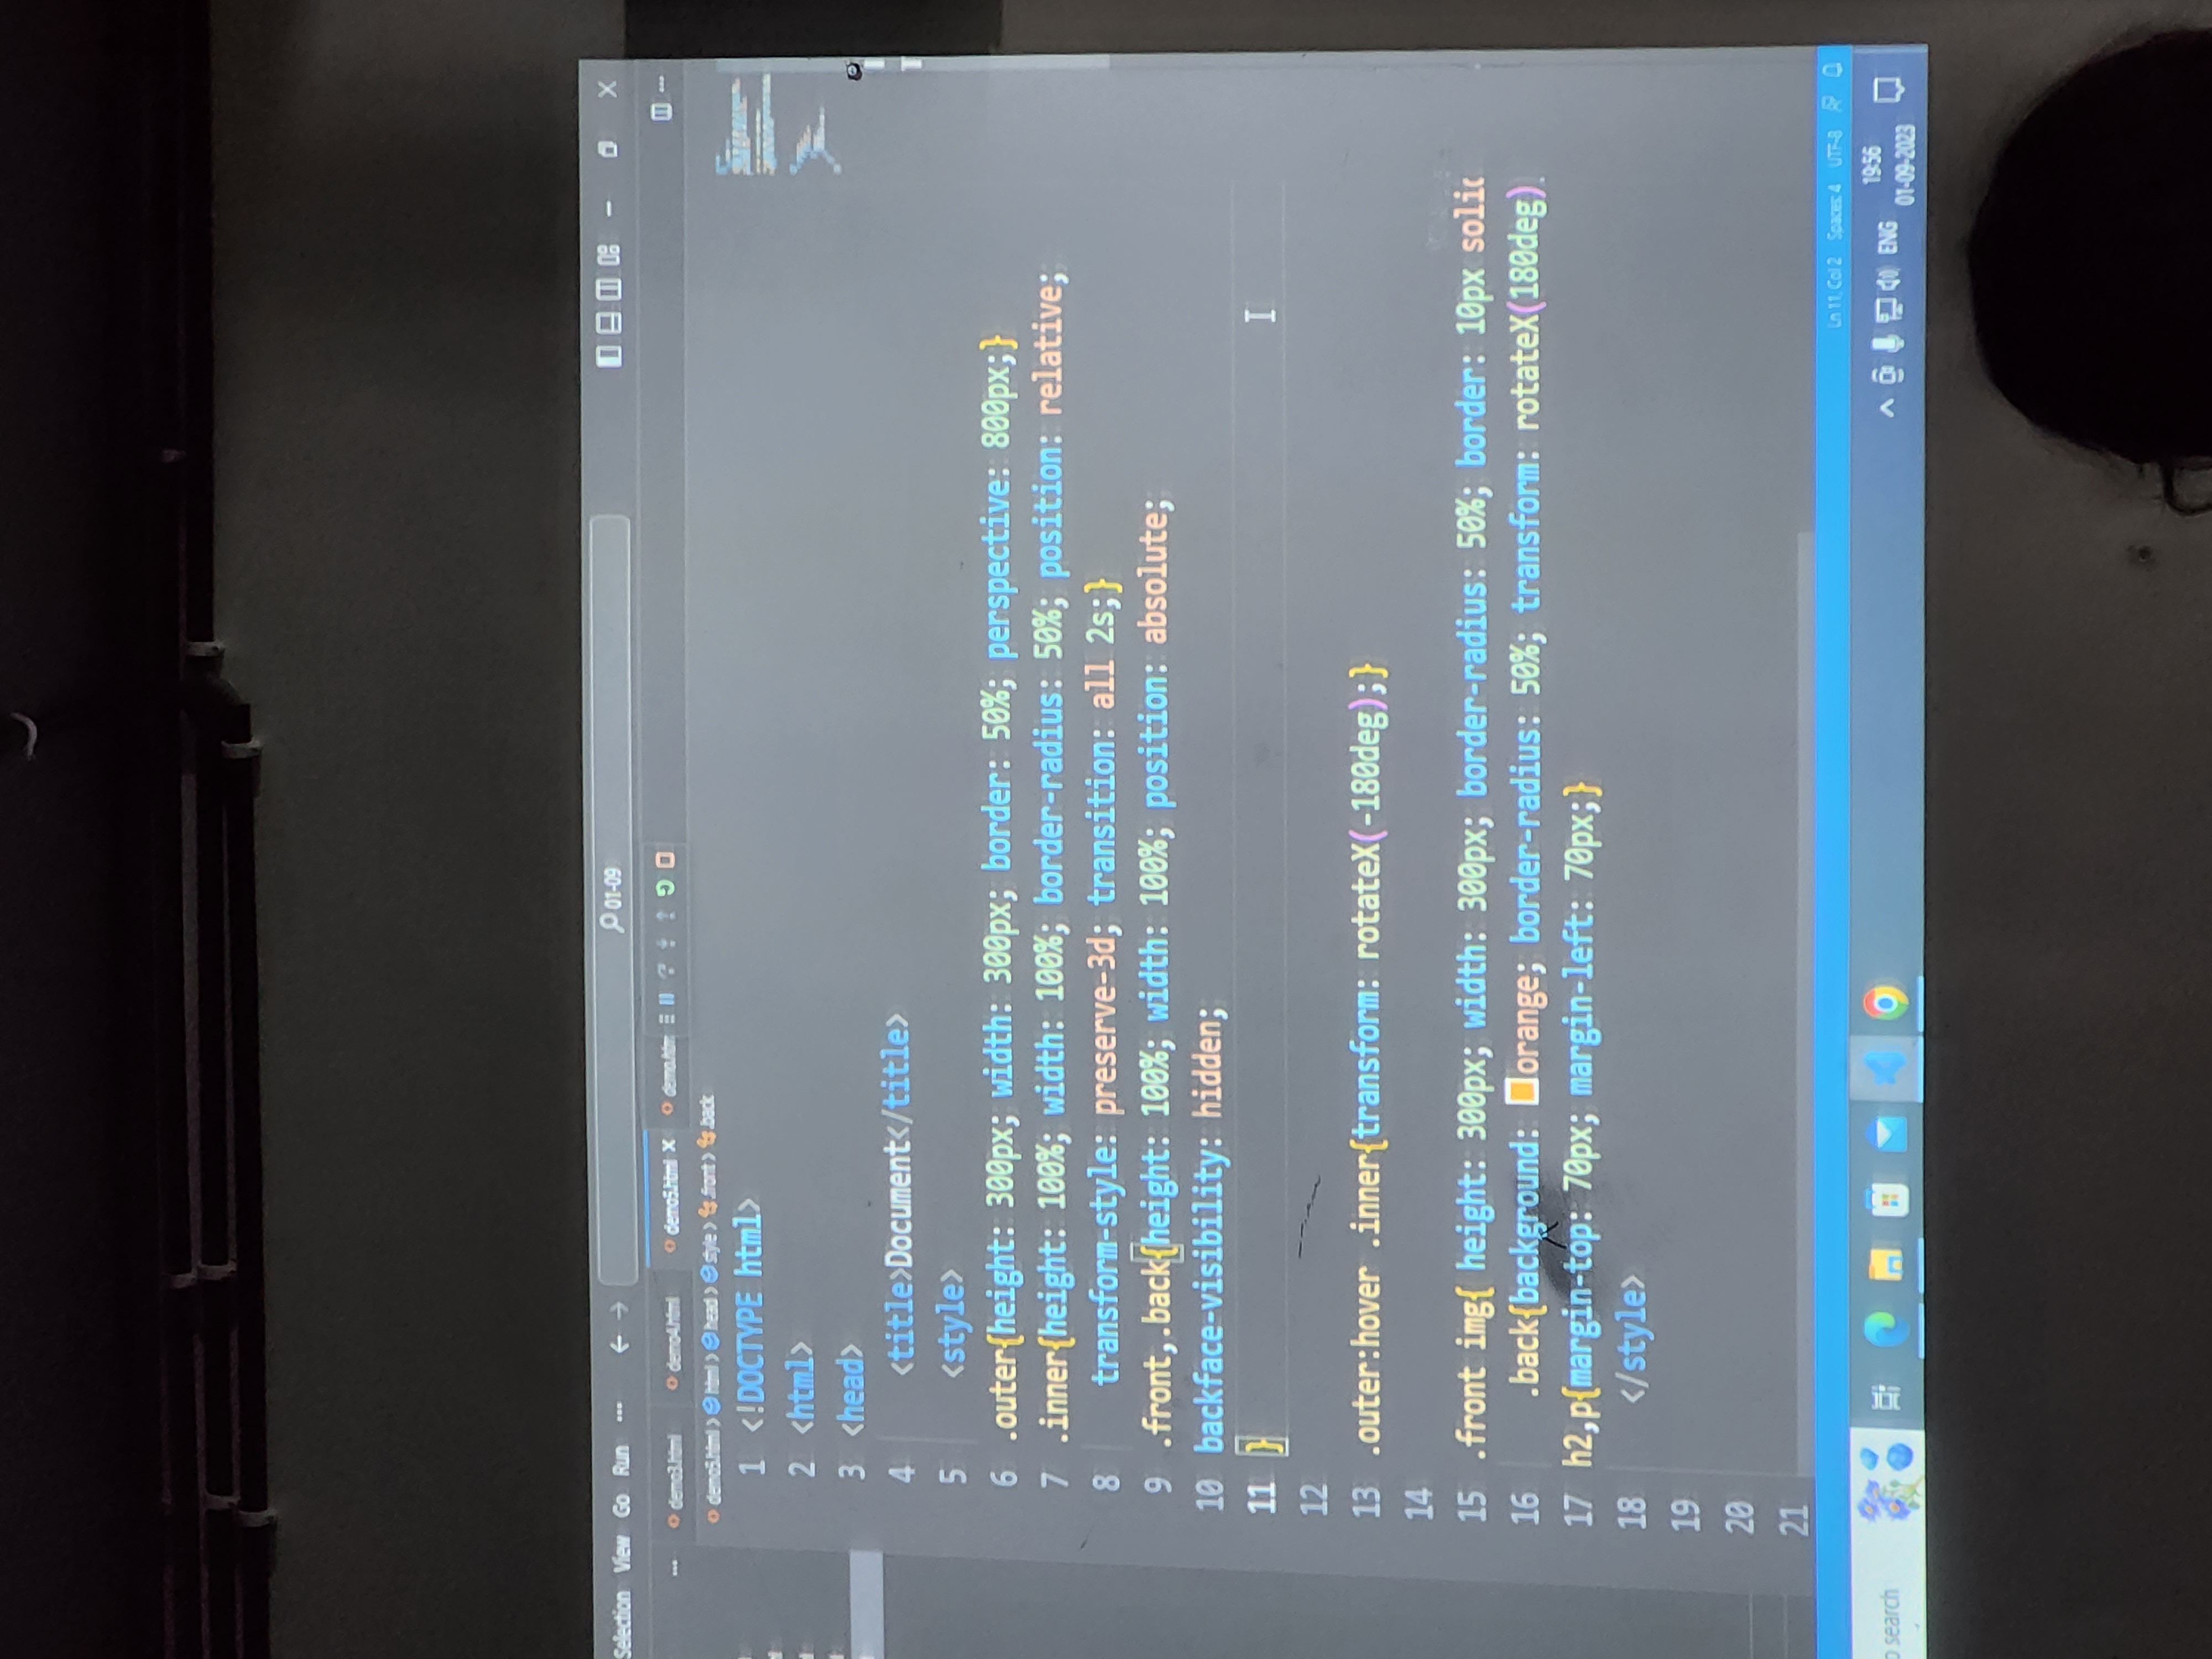 Selection View Go Run ··· ← → 01-09
··· demo3.html demo4.html demo5.html X
demo5.html > html > head > style > .front > .back
1 <!DOCTYPE html>
2 <html>
3 <head>
4 <title>Document</title>
5 <style>
6 .outer{height: 300px; width: 300px; border: 50%; perspective: 800px;}
7 .inner{height: 100%; width: 100%; border-radius: 50%; position: relative;
8 transform-style: preserve-3d; transition: all 2s;}
9 .front,.back{height: 100%; width: 100%; position: absolute;
10 backface-visibility: hidden;
11 }
12
13 .outer:hover .inner{transform: rotateX(-180deg);}
14
15 .front img{ height: 300px; width: 300px; border-radius: 50%; border: 10px solic
16 .back{background: orange; border-radius: 50%; transform: rotateX(180deg)
17 h2,p{margin-top: 70px; margin-left: 70px;}
18 </style>
19
20
21
Ln 11, Col 2 Spaces: 4 UTF-8
o search ENG 19:56
01-09-2023